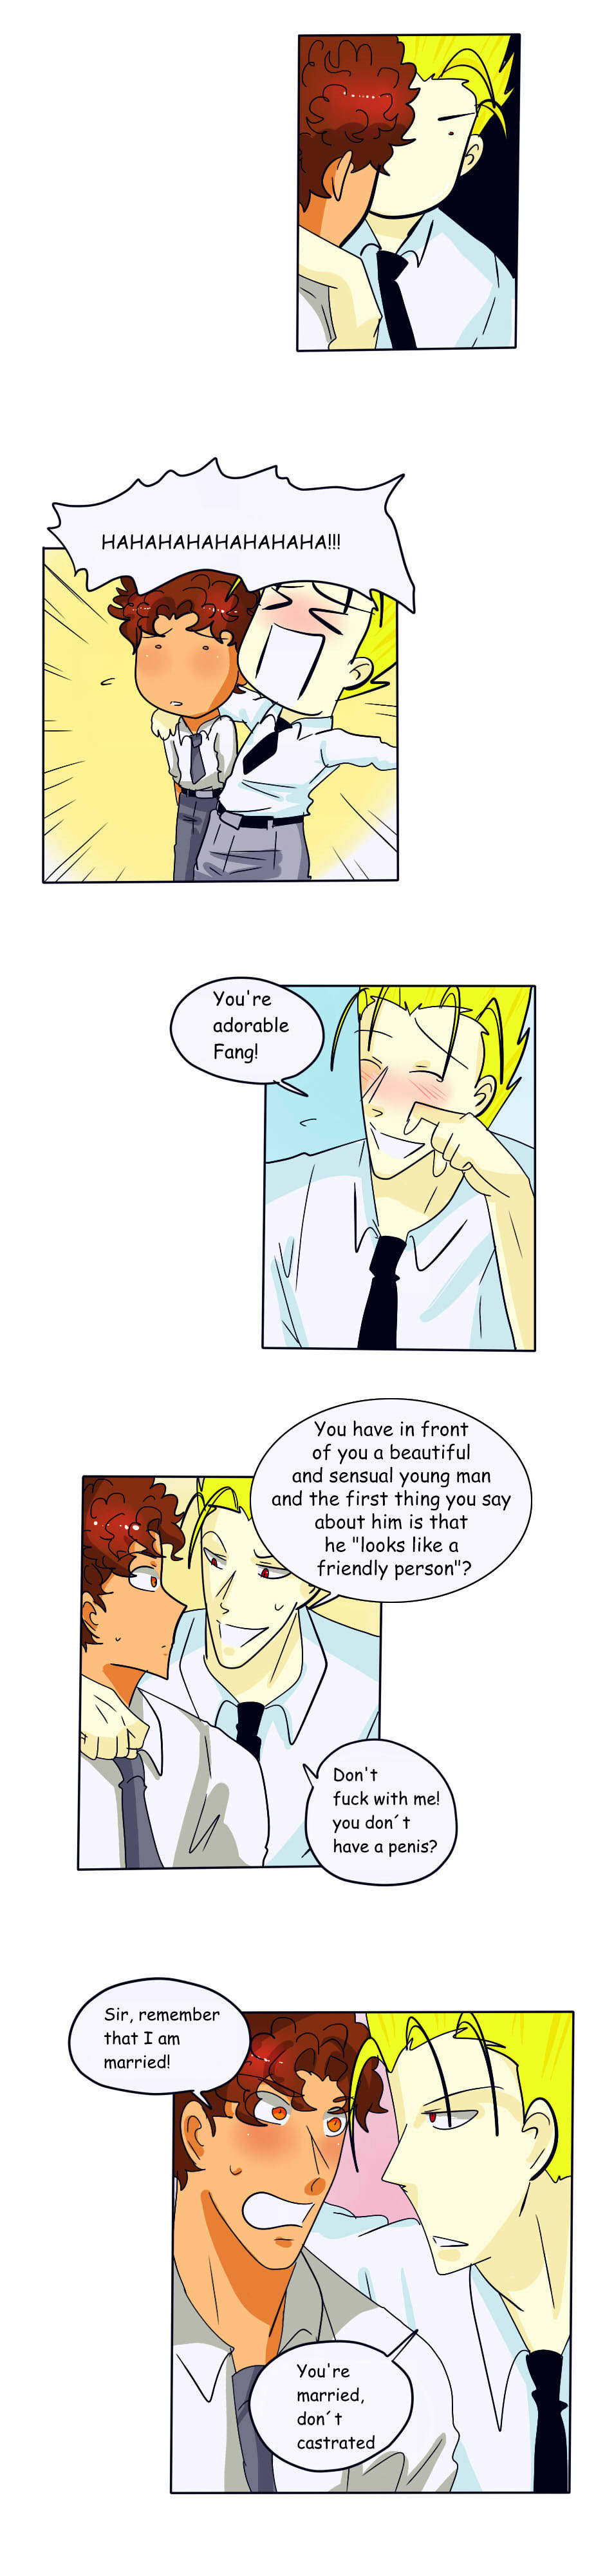 HAHAHAHAHAHAHAHA!!!
You're
adorable
Fang!
You have in front
of you a beautiful
and sensual young man
and the first thing you say
about him is that
he "looks like a
friendly person"?
Don't
fuck with me!
you don´t
have a penis?
Sir, remember
that I am
married!
You're
married,
don´t
castrated